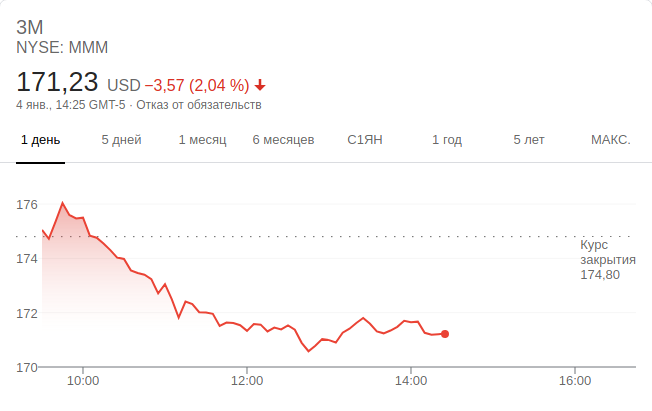 3M
NYSE: MMM
171,23 USD −3,57 (2,04 %)
4 янв., 14:25 GMT-5 · Отказ от обязательств
1 день 5 дней 1 месяц 6 месяцев С1ЯН 1 год 5 лет МАКС.
176
174
172
170
Курс
закрытия
174,80
10:00 12:00 14:00 16:00